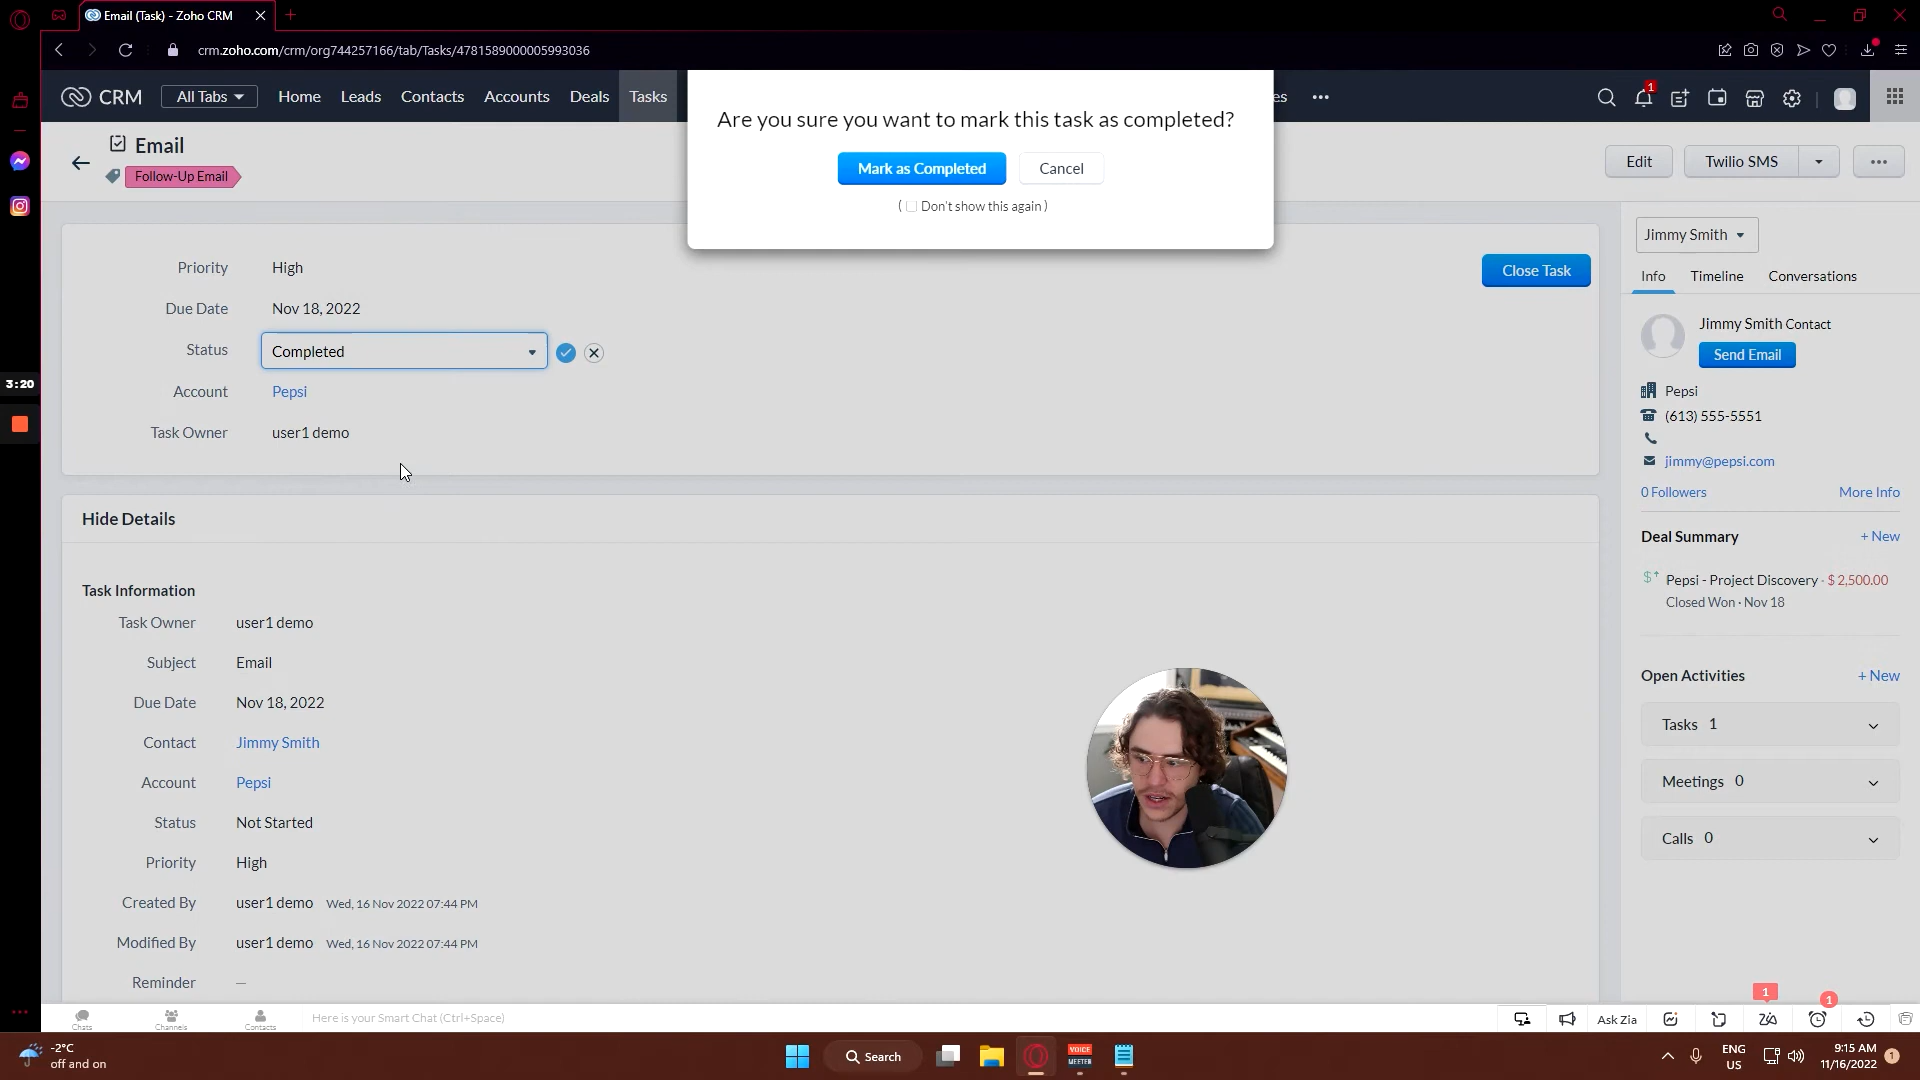 Email (Task) - Zoho CRM
crm.zoho.com/crm/org744257166/tab/Tasks/4781589000005993036
CRM
All Tabs
Home
Leads
Contacts
Accounts
Deals
Tasks
es
1
Are you sure you want to mark this task as completed?
Mark as Completed
Cancel
( Don't show this again )
Email
Follow-Up Email
Edit
Twilio SMS
Priority
High
Due Date
Nov 18, 2022
Status
Completed
Account
Pepsi
Task Owner
user1 demo
Close Task
3:20
Hide Details
Task Information
Task Owner
user1 demo
Subject
Email
Due Date
Nov 18, 2022
Contact
Jimmy Smith
Account
Pepsi
Status
Not Started
Priority
High
Created By
user1 demo Wed, 16 Nov 2022 07:44 PM
Modified By
user1 demo Wed, 16 Nov 2022 07:44 PM
Reminder
—
Jimmy Smith
Info
Timeline
Conversations
Jimmy Smith Contact
Send Email
Pepsi
(613) 555-5551
jimmy@pepsi.com
0 Followers
More Info
Deal Summary
+ New
Pepsi - Project Discovery - $ 2,500.00
Closed Won · Nov 18
Open Activities
+ New
Tasks 1
Meetings 0
Calls 0
Chats
Channels
Contacts
Here is your Smart Chat (Ctrl+Space)
Ask Zia
1
1
-2°C
off and on
Search
VOICE
MEETER
ENG
US
9:15 AM
11/16/2022
1